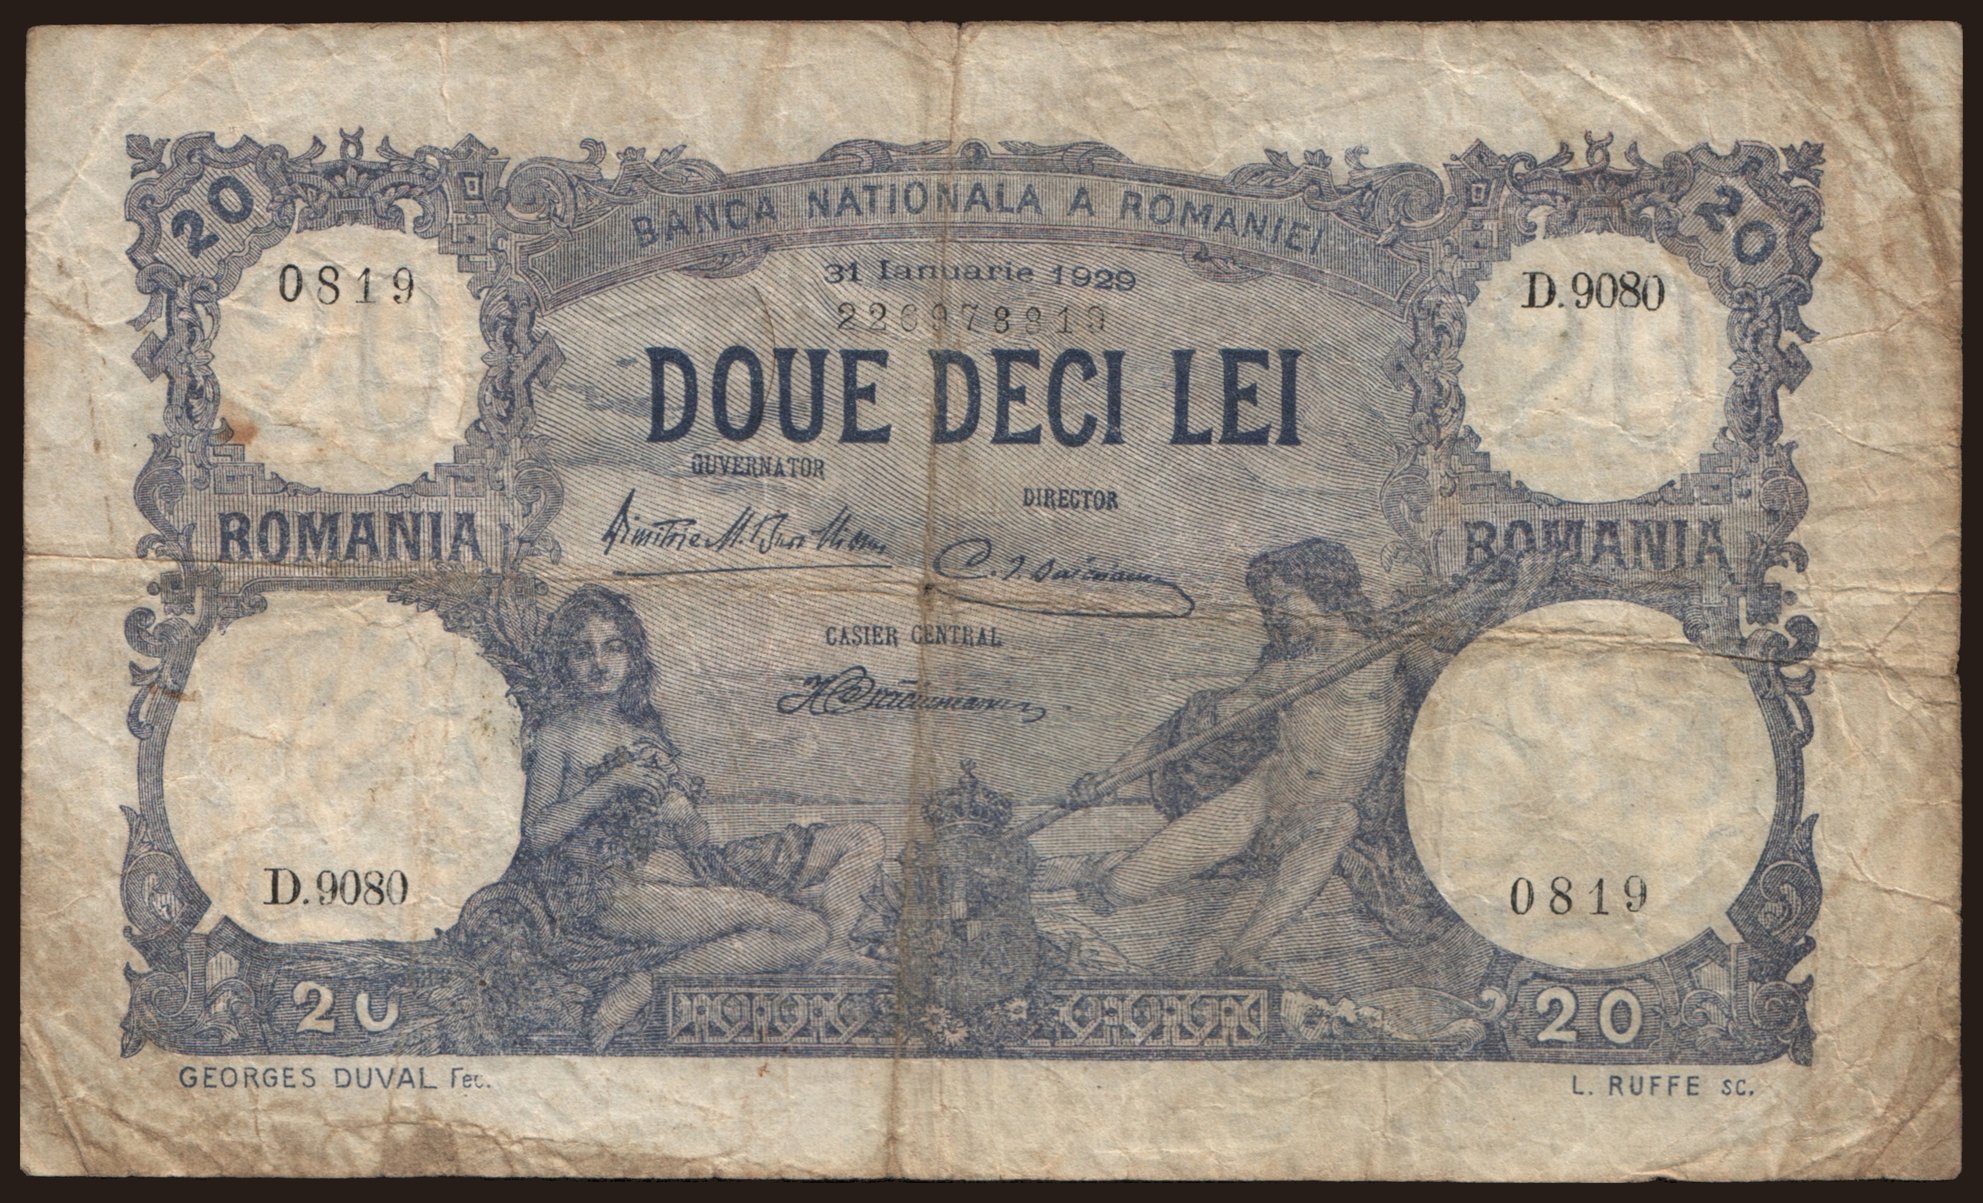 20
20
BANCA NATIONALA A ROMANIEI
0819
31 Ianuarie 1929
D.9080
226978819
DOUE DECI LEI
GUVERNATOR
DIRECTOR
ROMANIA
ROMANIA
CASIER CENTRAL
D.9080
0819
20
20
GEORGES DUVAL Fec.
L. RUFFE SC.